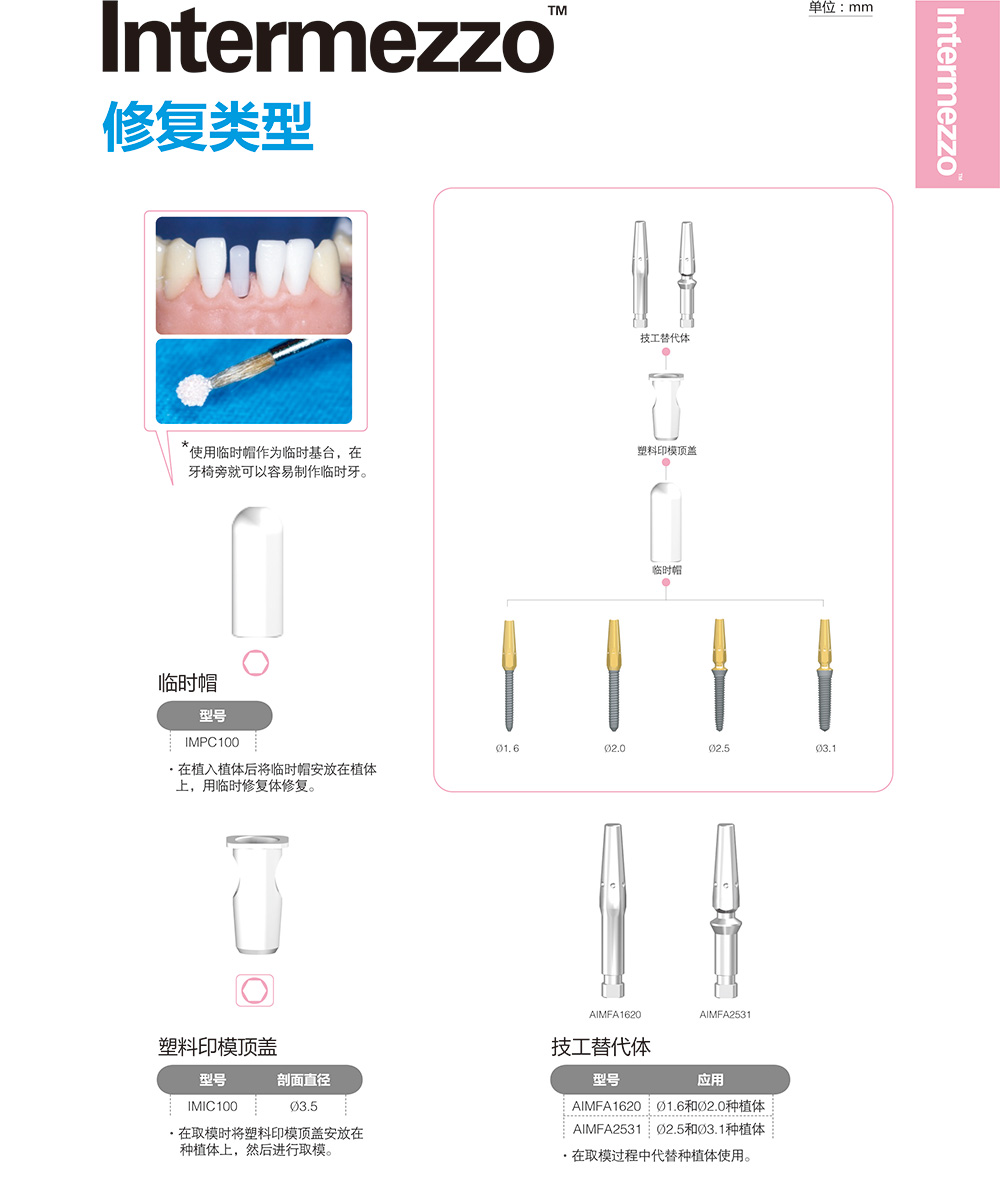 Intermezzo™
单位：mm
Intermezzo™
修复类型
*使用临时帽作为临时基台，在
牙椅旁就可以容易制作临时牙。
技工替代体
塑料印模顶盖
临时帽
Ø1.6
Ø2.0
Ø2.5
Ø3.1
临时帽
型号
IMPC100
·在植入植体后将临时帽安放在植体
上，用临时修复体修复。
塑料印模顶盖
型号 剖面直径
IMIC100 Ø3.5
·在取模时将塑料印模顶盖安放在
种植体上，然后进行取模。
AIMFA1620
AIMFA2531
技工替代体
型号 应用
AIMFA1620 Ø1.6和Ø2.0种植体
AIMFA2531 Ø2.5和Ø3.1种植体
·在取模过程中代替种植体使用。